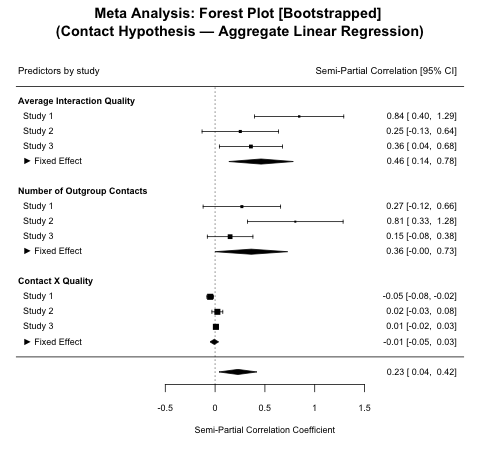 Meta Analysis: Forest Plot [Bootstrapped]
(Contact Hypothesis — Aggregate Linear Regression)
Predictors by study Semi-Partial Correlation [95% CI]
Average Interaction Quality
Study 1 0.84 [ 0.40, 1.29]
Study 2 0.25 [-0.13, 0.64]
Study 3 0.36 [ 0.04, 0.68]
► Fixed Effect 0.46 [ 0.14, 0.78]
Number of Outgroup Contacts
Study 1 0.27 [-0.12, 0.66]
Study 2 0.81 [ 0.33, 1.28]
Study 3 0.15 [-0.08, 0.38]
► Fixed Effect 0.36 [-0.00, 0.73]
Contact X Quality
Study 1 -0.05 [-0.08, -0.02]
Study 2 0.02 [-0.03, 0.08]
Study 3 0.01 [-0.02, 0.03]
► Fixed Effect -0.01 [-0.05, 0.03]
0.23 [ 0.04, 0.42]
-0.5 0 0.5 1 1.5
Semi-Partial Correlation Coefficient